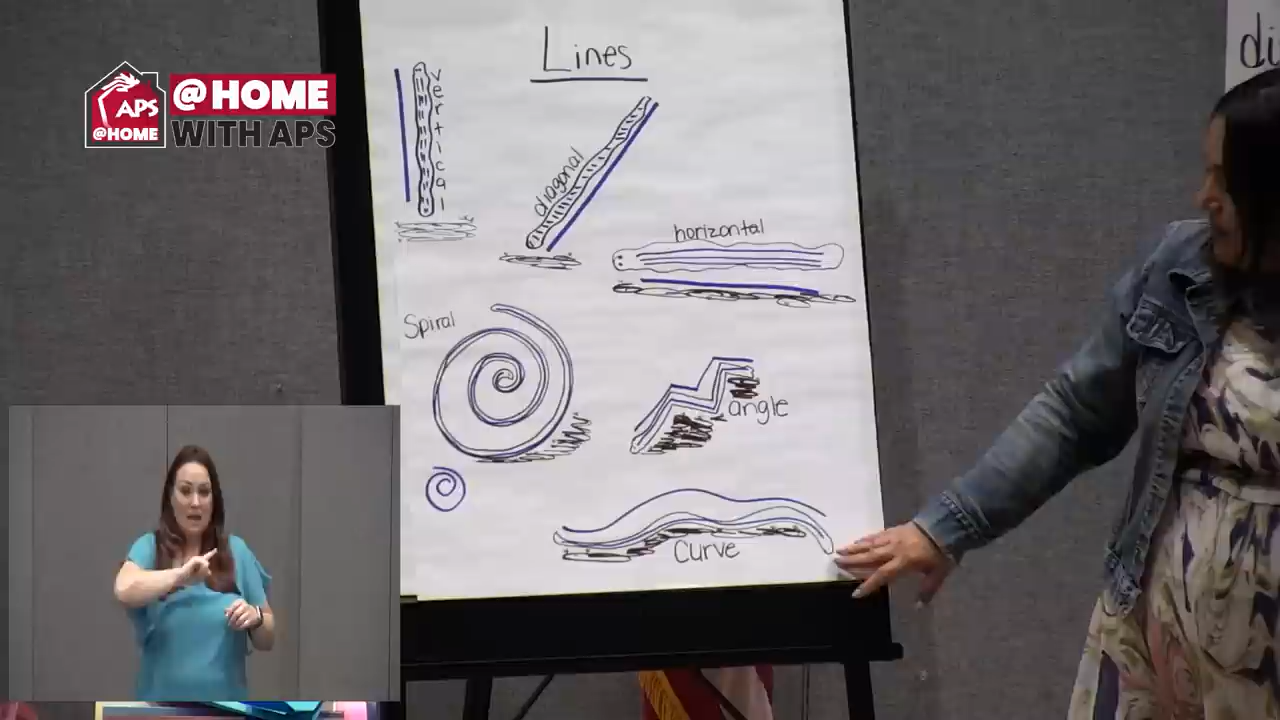 APS
@HOME
@HOME
WITH APS
Lines
vertical
diagonal
horizontal
Spiral
angle
Curve
di